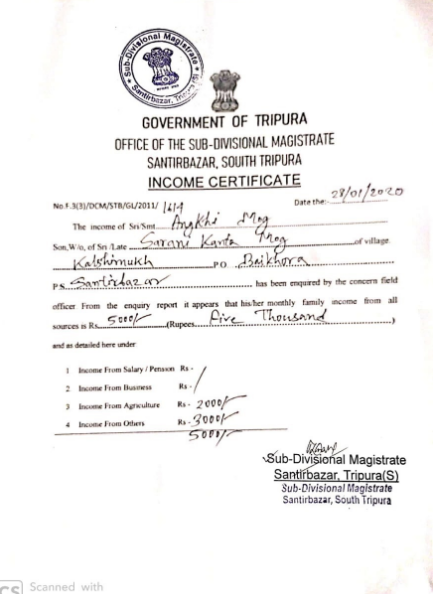 Sub-Divisional Magistrate
Santirbazar, Tripura(S)
GOVERNMENT OF TRIPURA
OFFICE OF THE SUB-DIVISIONAL MAGISTRATE
SANTIRBAZAR, SOUTH TRIPURA
INCOME CERTIFICATE
No.F.3(3)/DCM/STB/GL/2011/ 1614 Date the: 28/01/2020
The income of Sri/Smt. Angkhi Mog
Son, W/o, of Sri /Late Sarani Kanta Mog of village
Kalshimukh P.O Baikhora
P.S. Santirbazar has been enquired by the concern field
officer. From the enquiry report it appears that his/her monthly family income from all
sources is Rs. 5000/- (Rupees Five Thousand)
and as detailed here under
1 Income From Salary / Pension Rs - /
2 Income From Business Rs - /
3 Income From Agriculture Rs - 2000/-
4 Income From Others Rs - 3000/-
5000/-
Sub-Divisional Magistrate
Santirbazar, Tripura(S)
Sub-Divisional Magistrate
Santirbazar, South Tripura
CS Scanned with